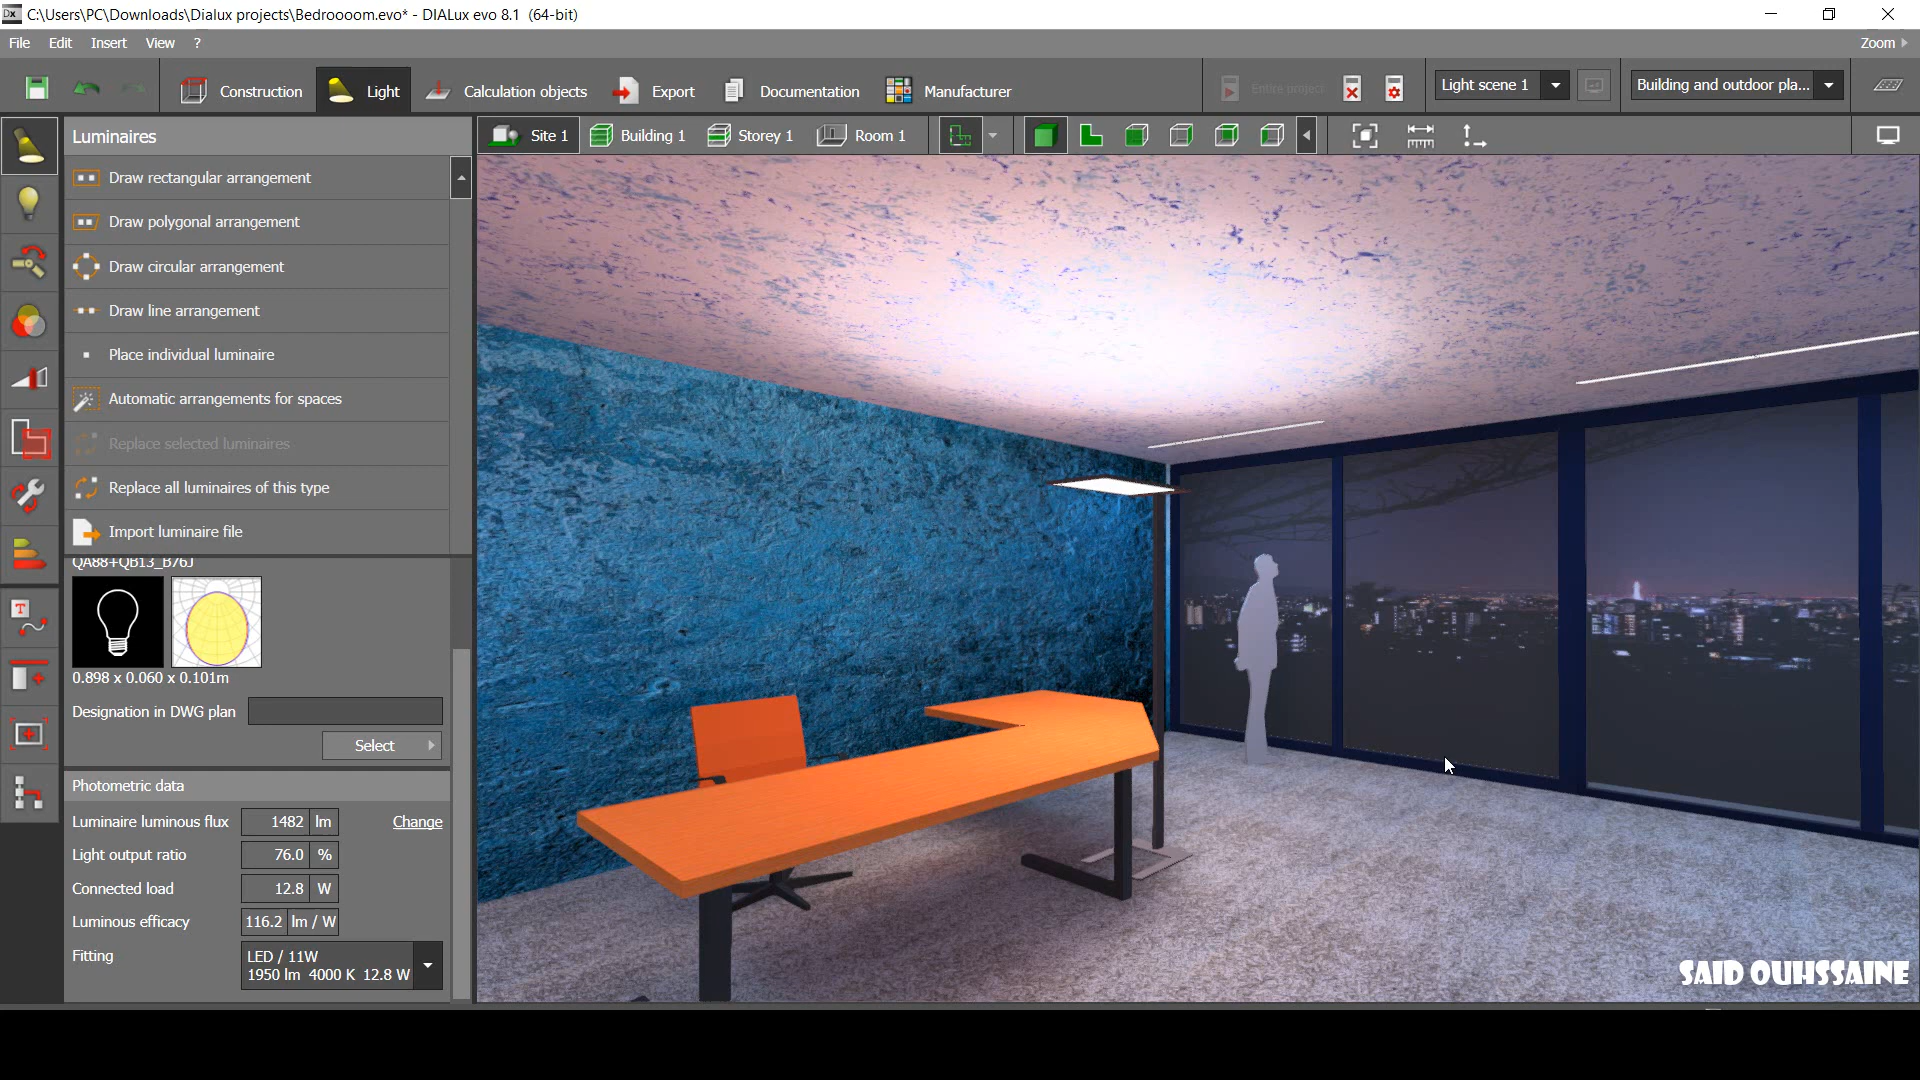 C:\Users\PC\Downloads\Dialux projects\Bedroooom.evo* - DIALux evo 8.1 (64-bit)
File Edit Insert View ? Zoom
Construction Light Calculation objects Export Documentation Manufacturer Entire project Light scene 1 Building and outdoor pla...
Luminaires Site 1 Building 1 Storey 1 Room 1
Draw rectangular arrangement
Draw polygonal arrangement
Draw circular arrangement
Draw line arrangement
Place individual luminaire
Automatic arrangements for spaces
Replace selected luminaires
Replace all luminaires of this type
Import luminaire file
QA88+QB13_B76J
0.898 x 0.060 x 0.101m
Designation in DWG plan
Select
Photometric data
Luminaire luminous flux 1482 lm Change
Light output ratio 76.0 %
Connected load 12.8 W
Luminous efficacy 116.2 lm / W
Fitting LED / 11W
1950 lm 4000 K 12.8 W
SAID OUHSSAINE